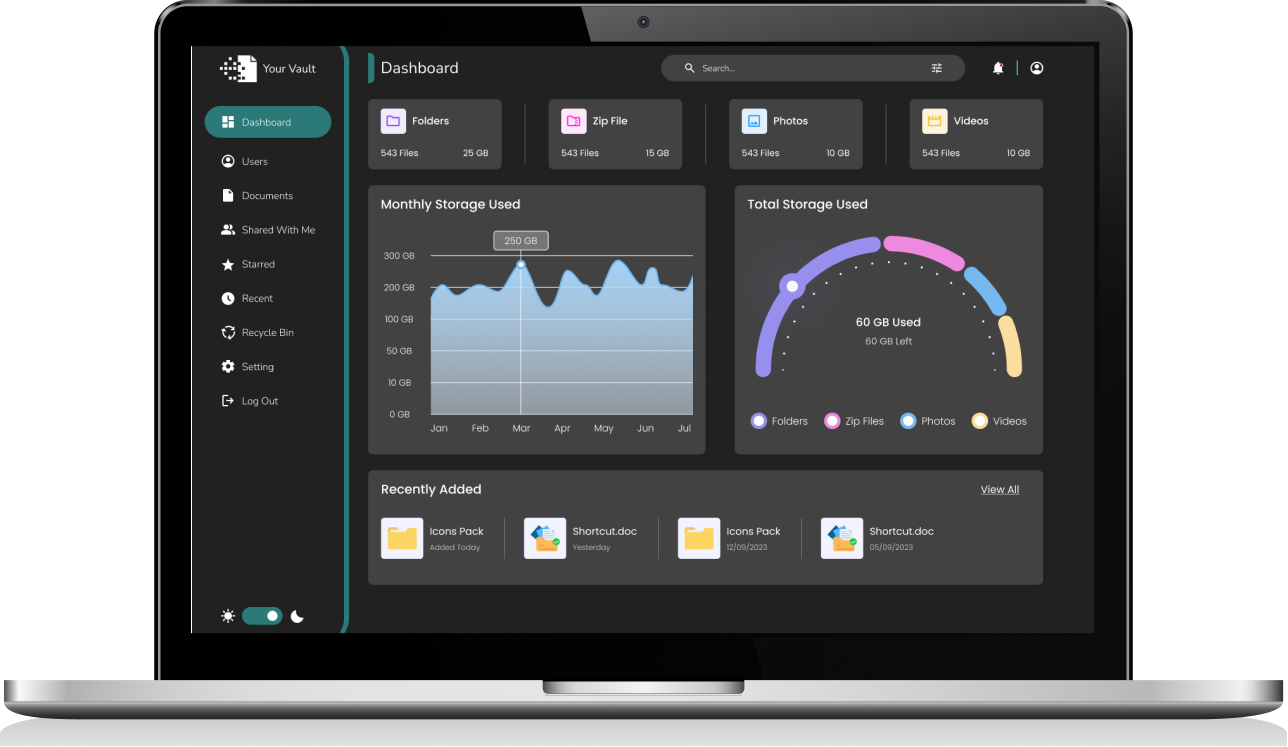 Your Vault
Dashboard
Users
Documents
Shared With Me
Starred
Recent
Recycle Bin
Setting
Log Out
Dashboard
Search...
Folders
543 Files 25 GB
Zip File
543 Files 15 GB
Photos
543 Files 10 GB
Videos
543 Files 10 GB
Monthly Storage Used
250 GB
300 GB
200 GB
100 GB
50 GB
10 GB
0 GB
Jan Feb Mar Apr May Jun Jul
Total Storage Used
60 GB Used
60 GB Left
Folders Zip Files Photos Videos
Recently Added
View All
Icons Pack
Added Today
Shortcut.doc
Yesterday
Icons Pack
12/09/2023
Shortcut.doc
05/09/2023